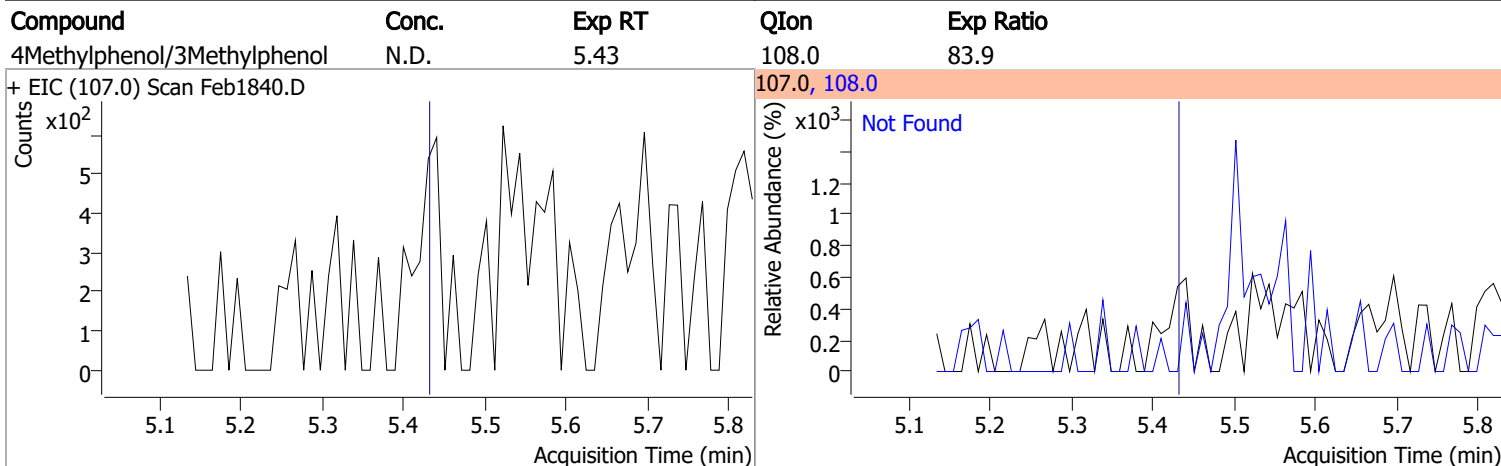 Compound Conc. Exp RT QIon Exp Ratio
4Methylphenol/3Methylphenol N.D. 5.43 108.0 83.9
+ EIC (107.0) Scan Feb1840.D
Counts
x10²
5
4
3
2
1
0
5.1 5.2 5.3 5.4 5.5 5.6 5.7 5.8
Acquisition Time (min)
107.0, 108.0
Relative Abundance (%)
x10³
Not Found
1.2
1
0.8
0.6
0.4
0.2
0
5.1 5.2 5.3 5.4 5.5 5.6 5.7 5.8
Acquisition Time (min)